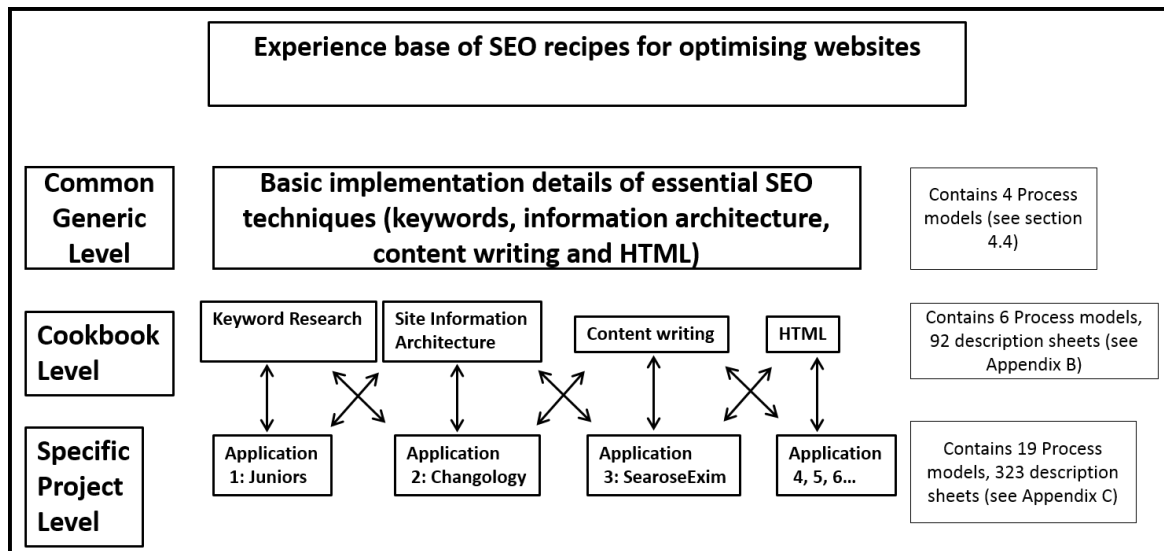 Experience base of SEO recipes for optimising websites
Common
Generic
Level
Basic implementation details of essential SEO
techniques (keywords, information architecture,
content writing and HTML)
Contains 4 Process
models (see section
4.4)
Cookbook
Level
Keyword Research
Site Information
Architecture
Content writing
HTML
Contains 6 Process models,
92 description sheets (see
Appendix B)
Specific
Project
Level
Application
1: Juniors
Application
2: Changology
Application
3: SearoseExim
Application
4, 5, 6...
Contains 19 Process
models, 323 description
sheets (see Appendix C)